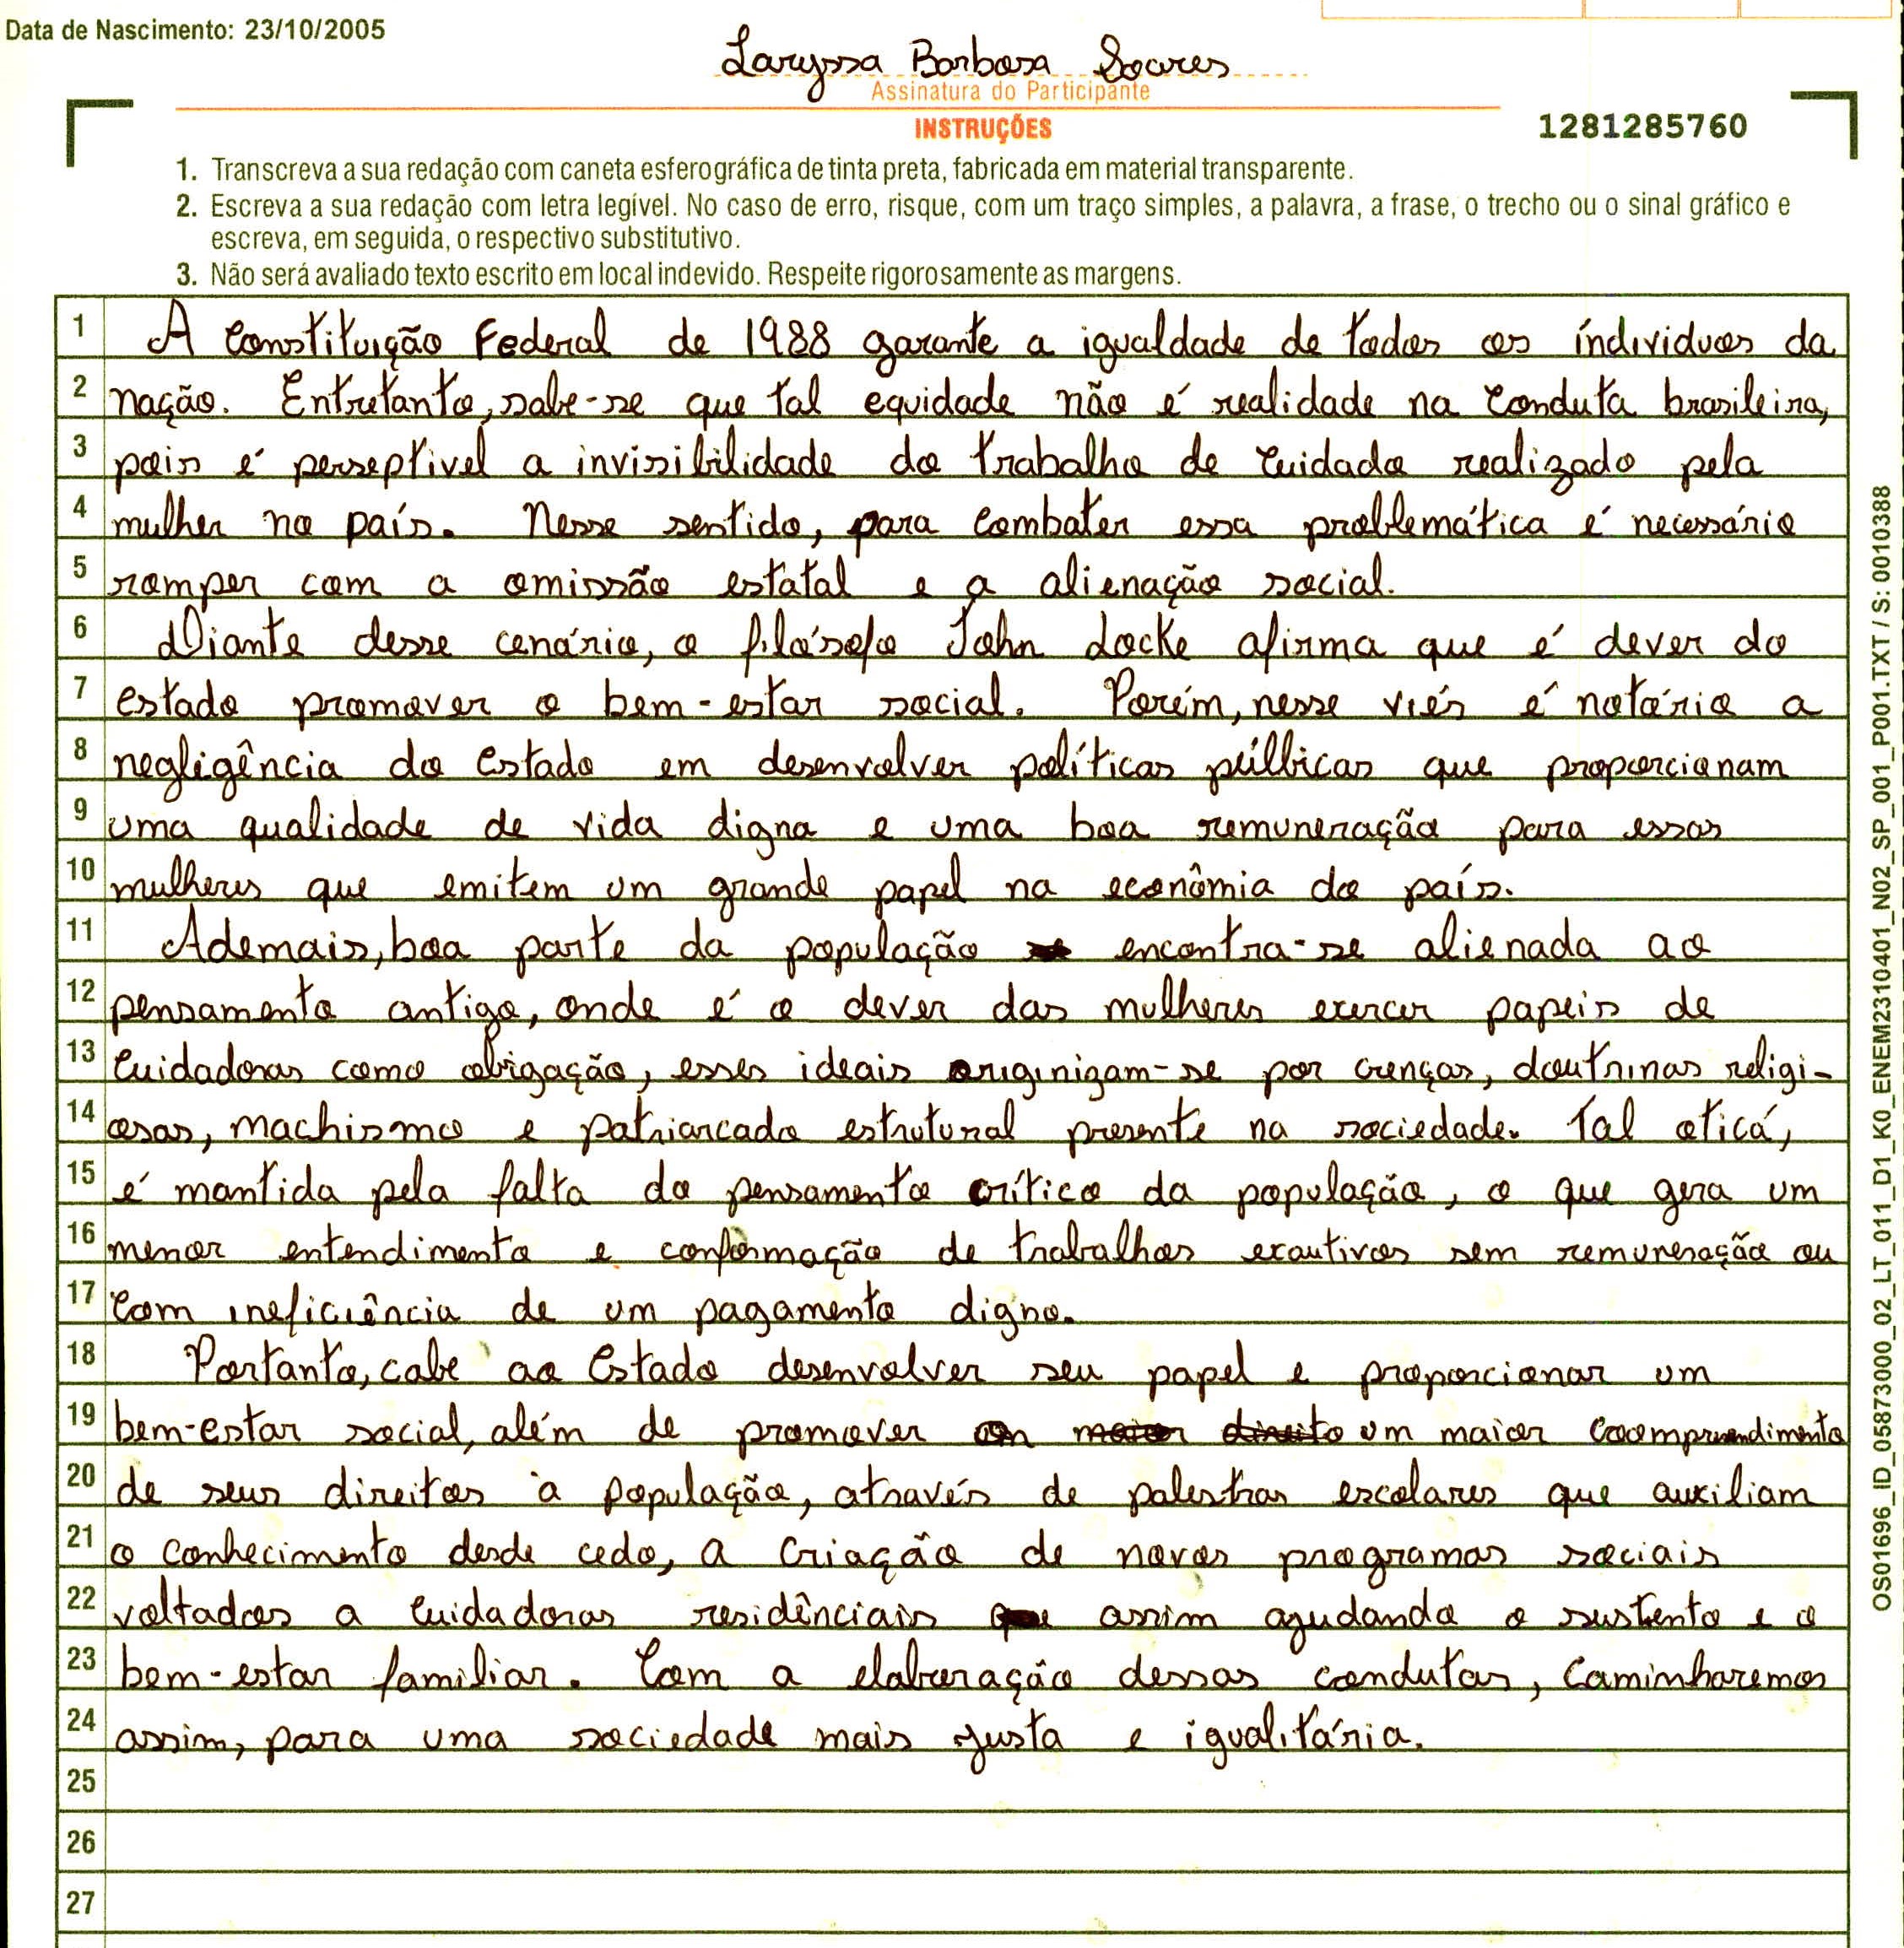 Data de Nascimento: 23/10/2005
Laryssa Barbosa Soares
Assinatura do Participante
INSTRUÇÕES
1281285760
1. Transcreva a sua redação com caneta esferográfica de tinta preta, fabricada em material transparente.
2. Escreva a sua redação com letra legível. No caso de erro, risque, com um traço simples, a palavra, a frase, o trecho ou o sinal gráfico e
escreva, em seguida, o respectivo substitutivo.
3. Não será avaliado texto escrito em local indevido. Respeite rigorosamente as margens.
1 A Constituição Federal de 1988 garante a igualdade de todos os índividuos da
2 nação. Entretanto, sabe-se que tal equidade não é realidade na conduta brasileira,
3 pois é perseptivel a invisibilidade do trabalho de cuidado realizado pela
4 mulher no país. Nesse sentido, para combater essa problemática é necessário
5 romper com a omissão estatal e a alienação social.
6 Diante desse cenário, o filósofo John Locke afirma que é dever do
7 estado promover o bem-estar social. Porém, nesse viés é notório a
8 negligência do Estado em desenvolver políticas púlbicas que proporcionam
9 uma qualidade de vida digna e uma boa remuneração para essas
10 mulheres que emitem um grande papel na econômia do país.
11 Ademais, boa parte da população se encontra-se alienada ao
12 pensamento antigo, onde é o dever das mulheres exercer papeis de
13 cuidadoras como obrigação, esses ideais originizam-se por crenças, doutrinas religi-
14 osas, machismo e patriarcado estrutural presente na sociedade. Tal oticá,
15 é mantida pela falta do pensamento crítico da população, o que gera um
16 menor entendimento e conformação de trabalhos exautivos sem remuneração ou
17 com ineficiência de um pagamento digno.
18 Portanto, cabe ao Estado desenvolver seu papel e proporcionar um
19 bem-estar social, além de promover um maior direito um maior coompreendimento
20 de seus direitos à população, através de palestras escolares que auxiliam
21 o conhecimento desde cedo, a criação de novos programas sociais
22 voltados a cuidadoras residênciais que assim ajudando o sustento e o
23 bem-estar familiar. Com a elaboração dessas condutas, caminharemos
24 assim, para uma sociedade mais justa e igualitária.
25
26
27
OS01696_ID_05873000_02_LT_011_D1_K0_ENEM2310401_N02_SP_001_P001.TXT / S: 0010388